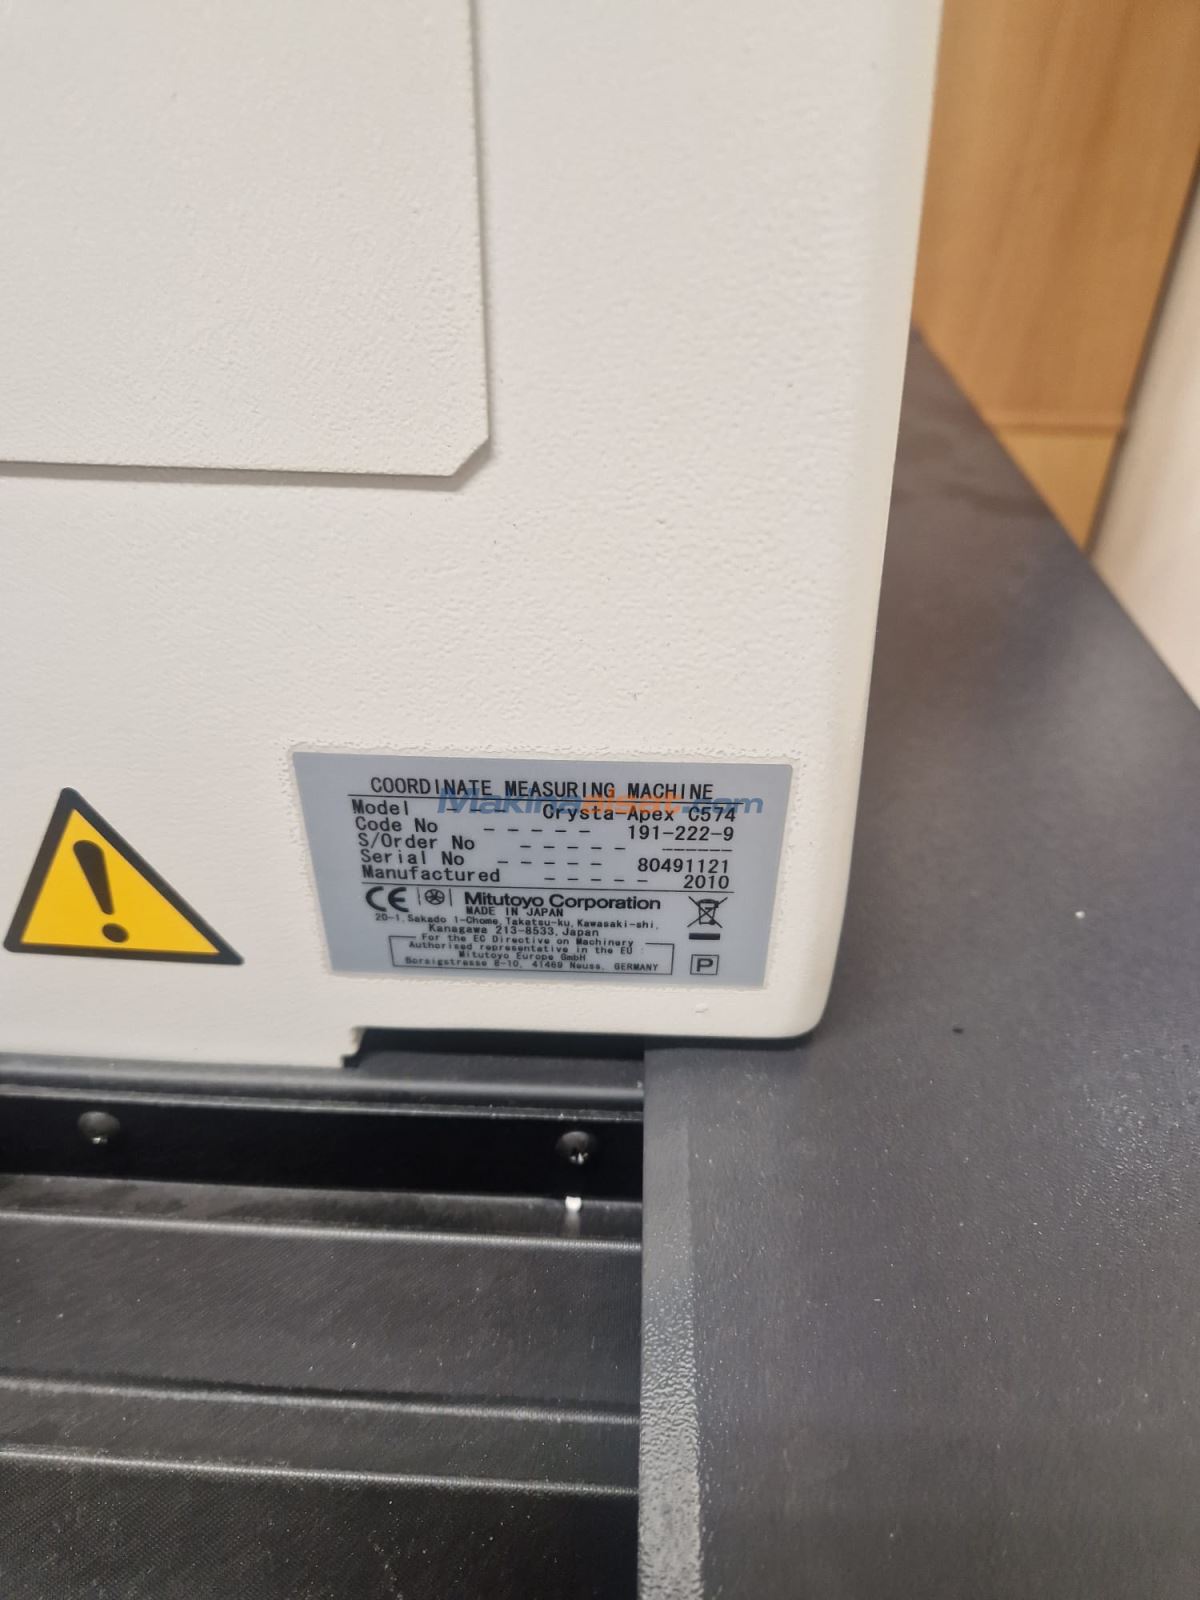 COORDINATE MEASURING MACHINE
Makinaalsat.com
Model Crysta-Apex C574
Code No - - - - - 191-222-9
S/Order No - - - - - ------
Serial No - - - - - 80491121
Manufactured - - - - - 2010
CE Mitutoyo Corporation
MADE IN JAPAN
20-1, Sakado 1-Chome, Takatsu-ku, Kawasaki-shi,
Kanagawa 213-8533, Japan
For the EC Directive on Machinery
Authorised representative in the EU :
Mitutoyo Europe GmbH
Borsigstrasse 8-10, 41469 Neuss, GERMANY
P